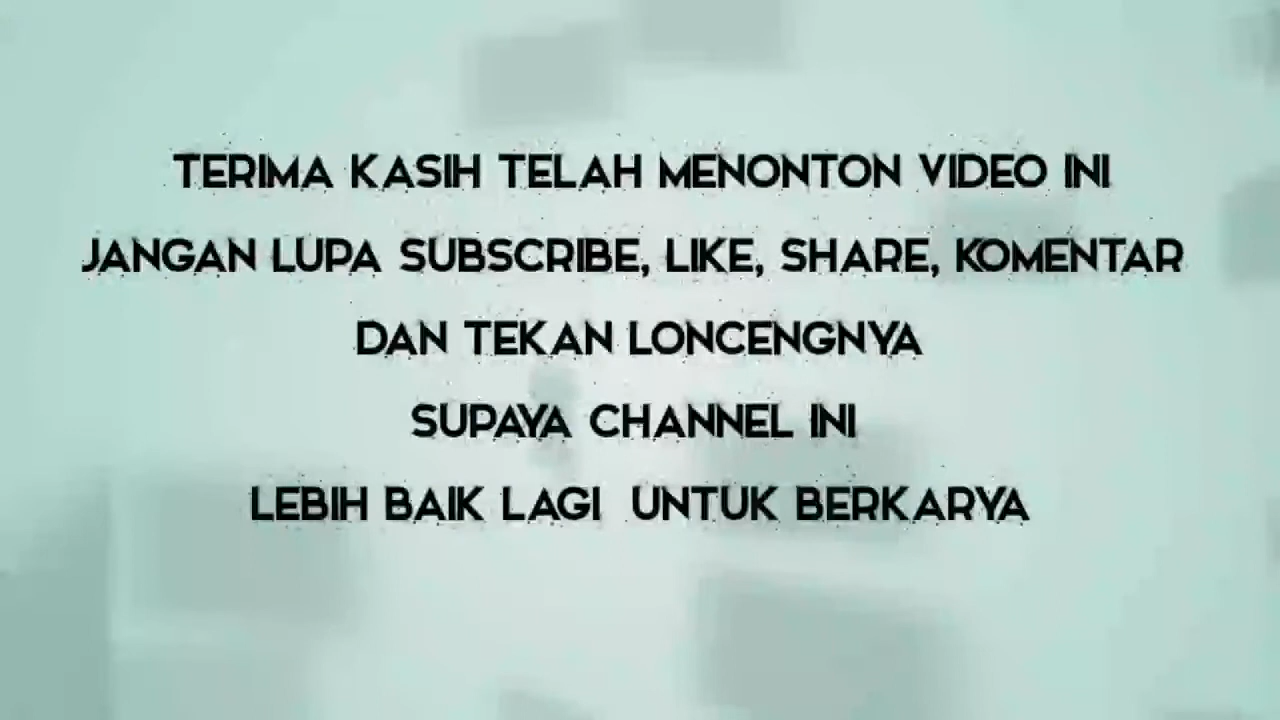 TERIMA KASIH TELAH MENONTON VIDEO INI
JANGAN LUPA SUBSCRIBE, LIKE, SHARE, KOMENTAR
DAN TEKAN LONCENGNYA
SUPAYA CHANNEL INI
LEBIH BAIK LAGI UNTUK BERKARYA